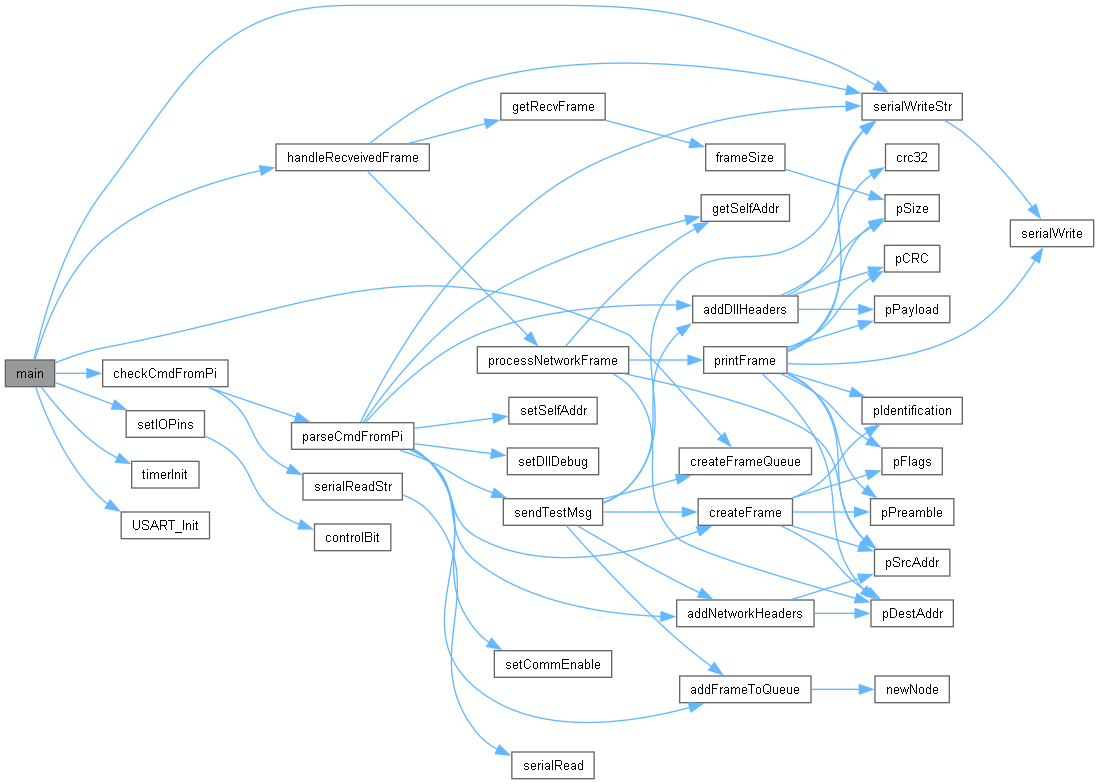 main
handleRecveivedFrame
checkCmdFromPi
setIOPins
timerInit
USART_Init
parseCmdFromPi
serialReadStr
controlBit
getRecvFrame
processNetworkFrame
setSelfAddr
setDllDebug
sendTestMsg
setCommEnable
serialRead
frameSize
getSelfAddr
addDllHeaders
printFrame
createFrameQueue
createFrame
addNetworkHeaders
addFrameToQueue
serialWriteStr
crc32
pSize
pCRC
pPayload
pIdentification
pFlags
pPreamble
pSrcAddr
pDestAddr
newNode
serialWrite